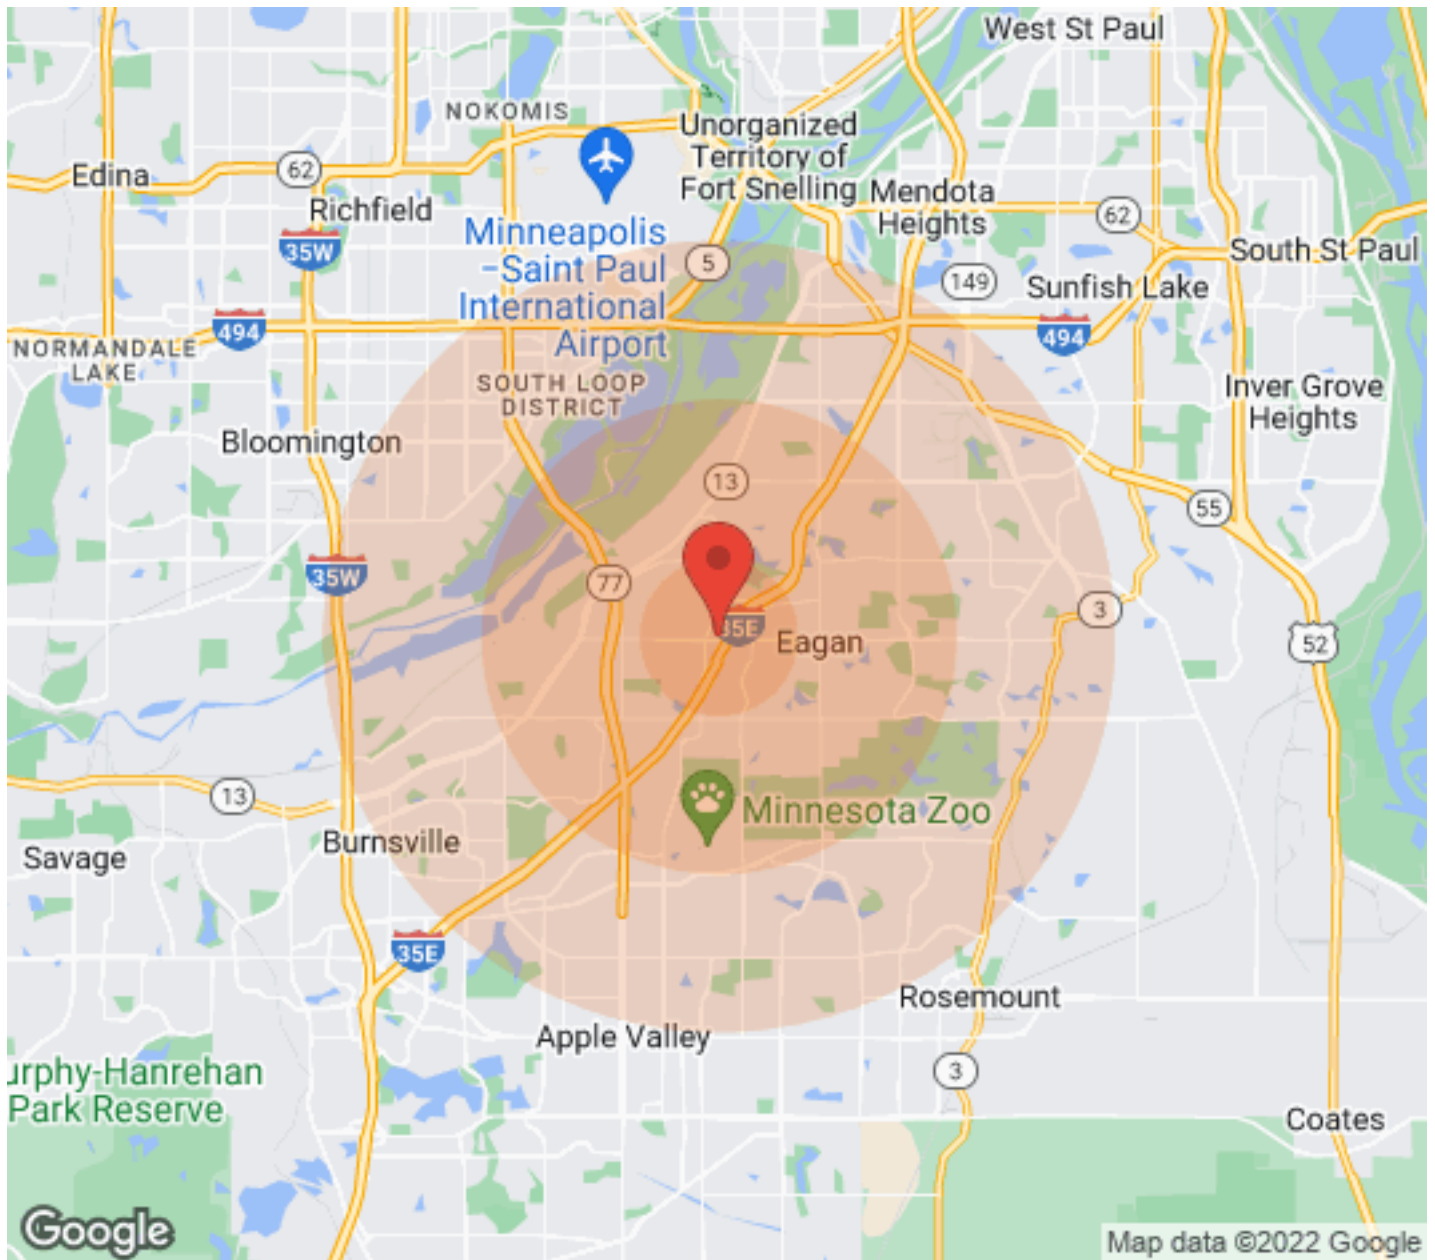 West St Paul
NOKOMIS
Unorganized
Territory of
Fort Snelling
Edina
62
Richfield
Mendota
Heights
62
35W
Minneapolis
-Saint Paul
International
Airport
5
149
South St Paul
Sunfish Lake
494
494
NORMANDALE
LAKE
SOUTH LOOP
DISTRICT
Inver Grove
Heights
Bloomington
13
55
35W
77
3
35E
Eagan
52
13
Minnesota Zoo
Burnsville
Savage
35E
Rosemount
Apple Valley
3
urphy-Hanrehan
Park Reserve
Coates
Google
Map data ©2022 Google